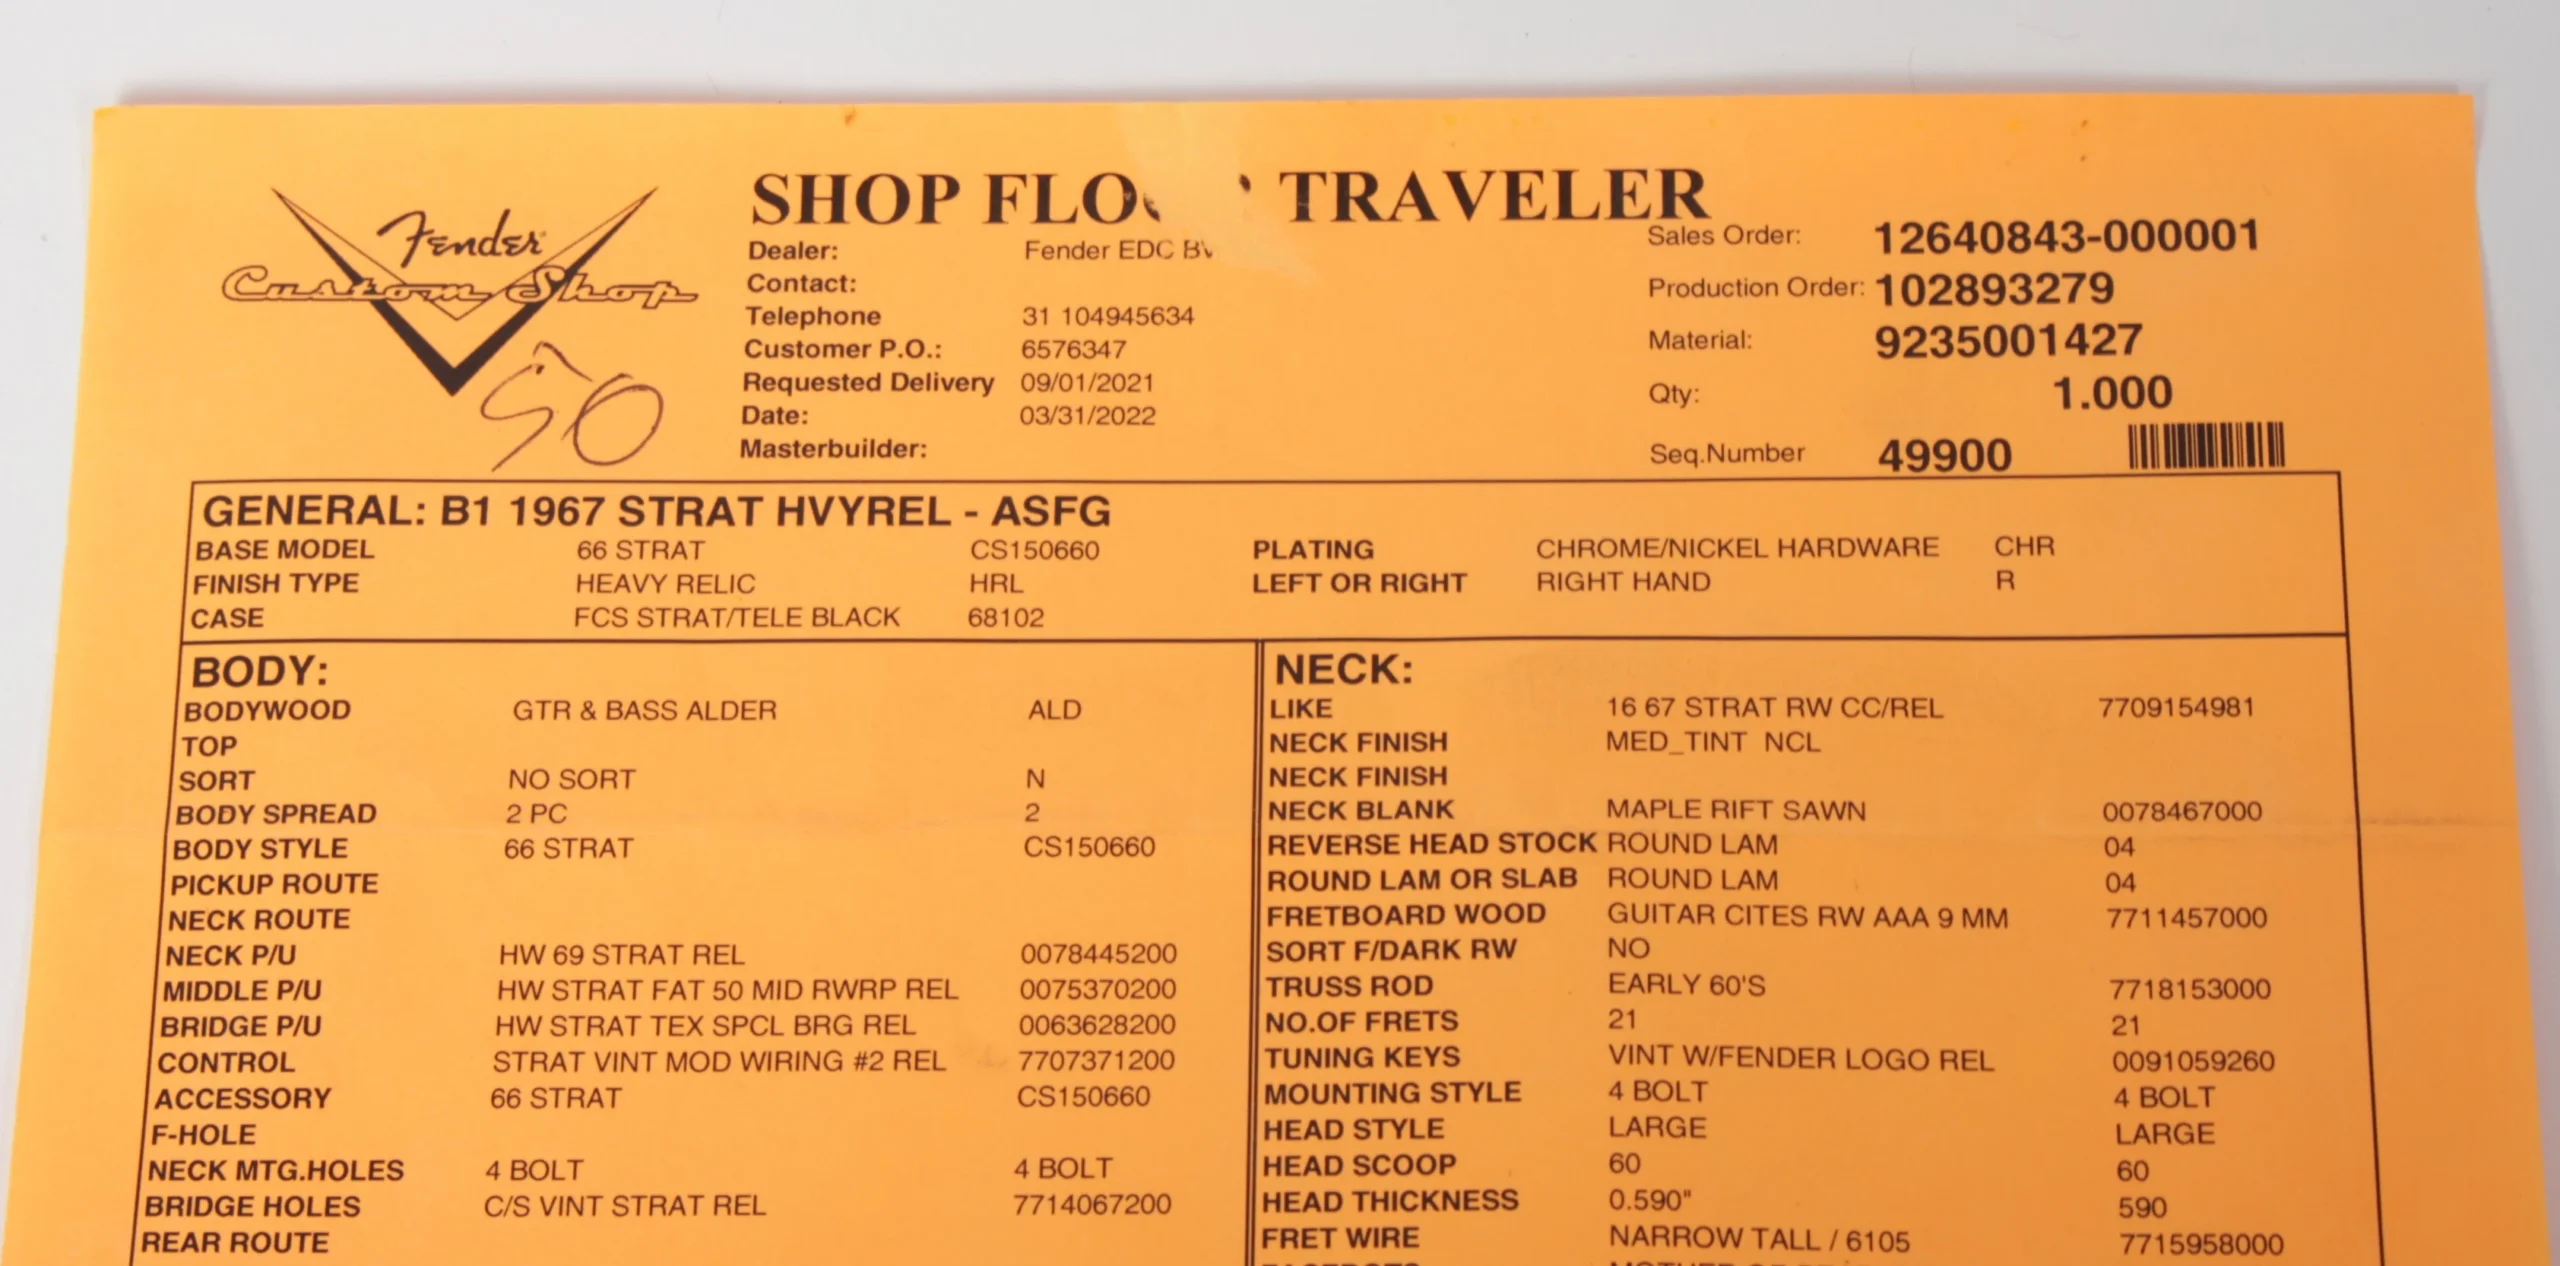 Fender
Custom Shop
50
SHOP FLO TRAVELER
Dealer: Fender EDC BV
Contact:
Telephone 31 104945634
Customer P.O.: 6576347
Requested Delivery 09/01/2021
Date: 03/31/2022
Masterbuilder:
Sales Order: 12640843-000001
Production Order: 102893279
Material: 9235001427
Qty: 1.000
Seq.Number 49900
GENERAL: B1 1967 STRAT HVYREL - ASFG
BASE MODEL 66 STRAT CS150660
FINISH TYPE HEAVY RELIC HRL
CASE FCS STRAT/TELE BLACK 68102
PLATING CHROME/NICKEL HARDWARE CHR
LEFT OR RIGHT RIGHT HAND R
BODY:
BODYWOOD GTR & BASS ALDER ALD
TOP
SORT NO SORT N
BODY SPREAD 2 PC 2
BODY STYLE 66 STRAT CS150660
PICKUP ROUTE
NECK ROUTE
NECK P/U HW 69 STRAT REL 0078445200
MIDDLE P/U HW STRAT FAT 50 MID RWRP REL 0075370200
BRIDGE P/U HW STRAT TEX SPCL BRG REL 0063628200
CONTROL STRAT VINT MOD WIRING #2 REL 7707371200
ACCESSORY 66 STRAT CS150660
F-HOLE
NECK MTG.HOLES 4 BOLT 4 BOLT
BRIDGE HOLES C/S VINT STRAT REL 7714067200
REAR ROUTE
NECK:
LIKE 16 67 STRAT RW CC/REL 7709154981
NECK FINISH MED_TINT NCL
NECK FINISH
NECK BLANK MAPLE RIFT SAWN 0078467000
REVERSE HEAD STOCK ROUND LAM 04
ROUND LAM OR SLAB ROUND LAM 04
FRETBOARD WOOD GUITAR CITES RW AAA 9 MM 7711457000
SORT F/DARK RW NO
TRUSS ROD EARLY 60'S 7718153000
NO.OF FRETS 21 21
TUNING KEYS VINT W/FENDER LOGO REL 0091059260
MOUNTING STYLE 4 BOLT 4 BOLT
HEAD STYLE LARGE LARGE
HEAD SCOOP 60 60
HEAD THICKNESS 0.590" 590
FRET WIRE NARROW TALL / 6105 7715958000